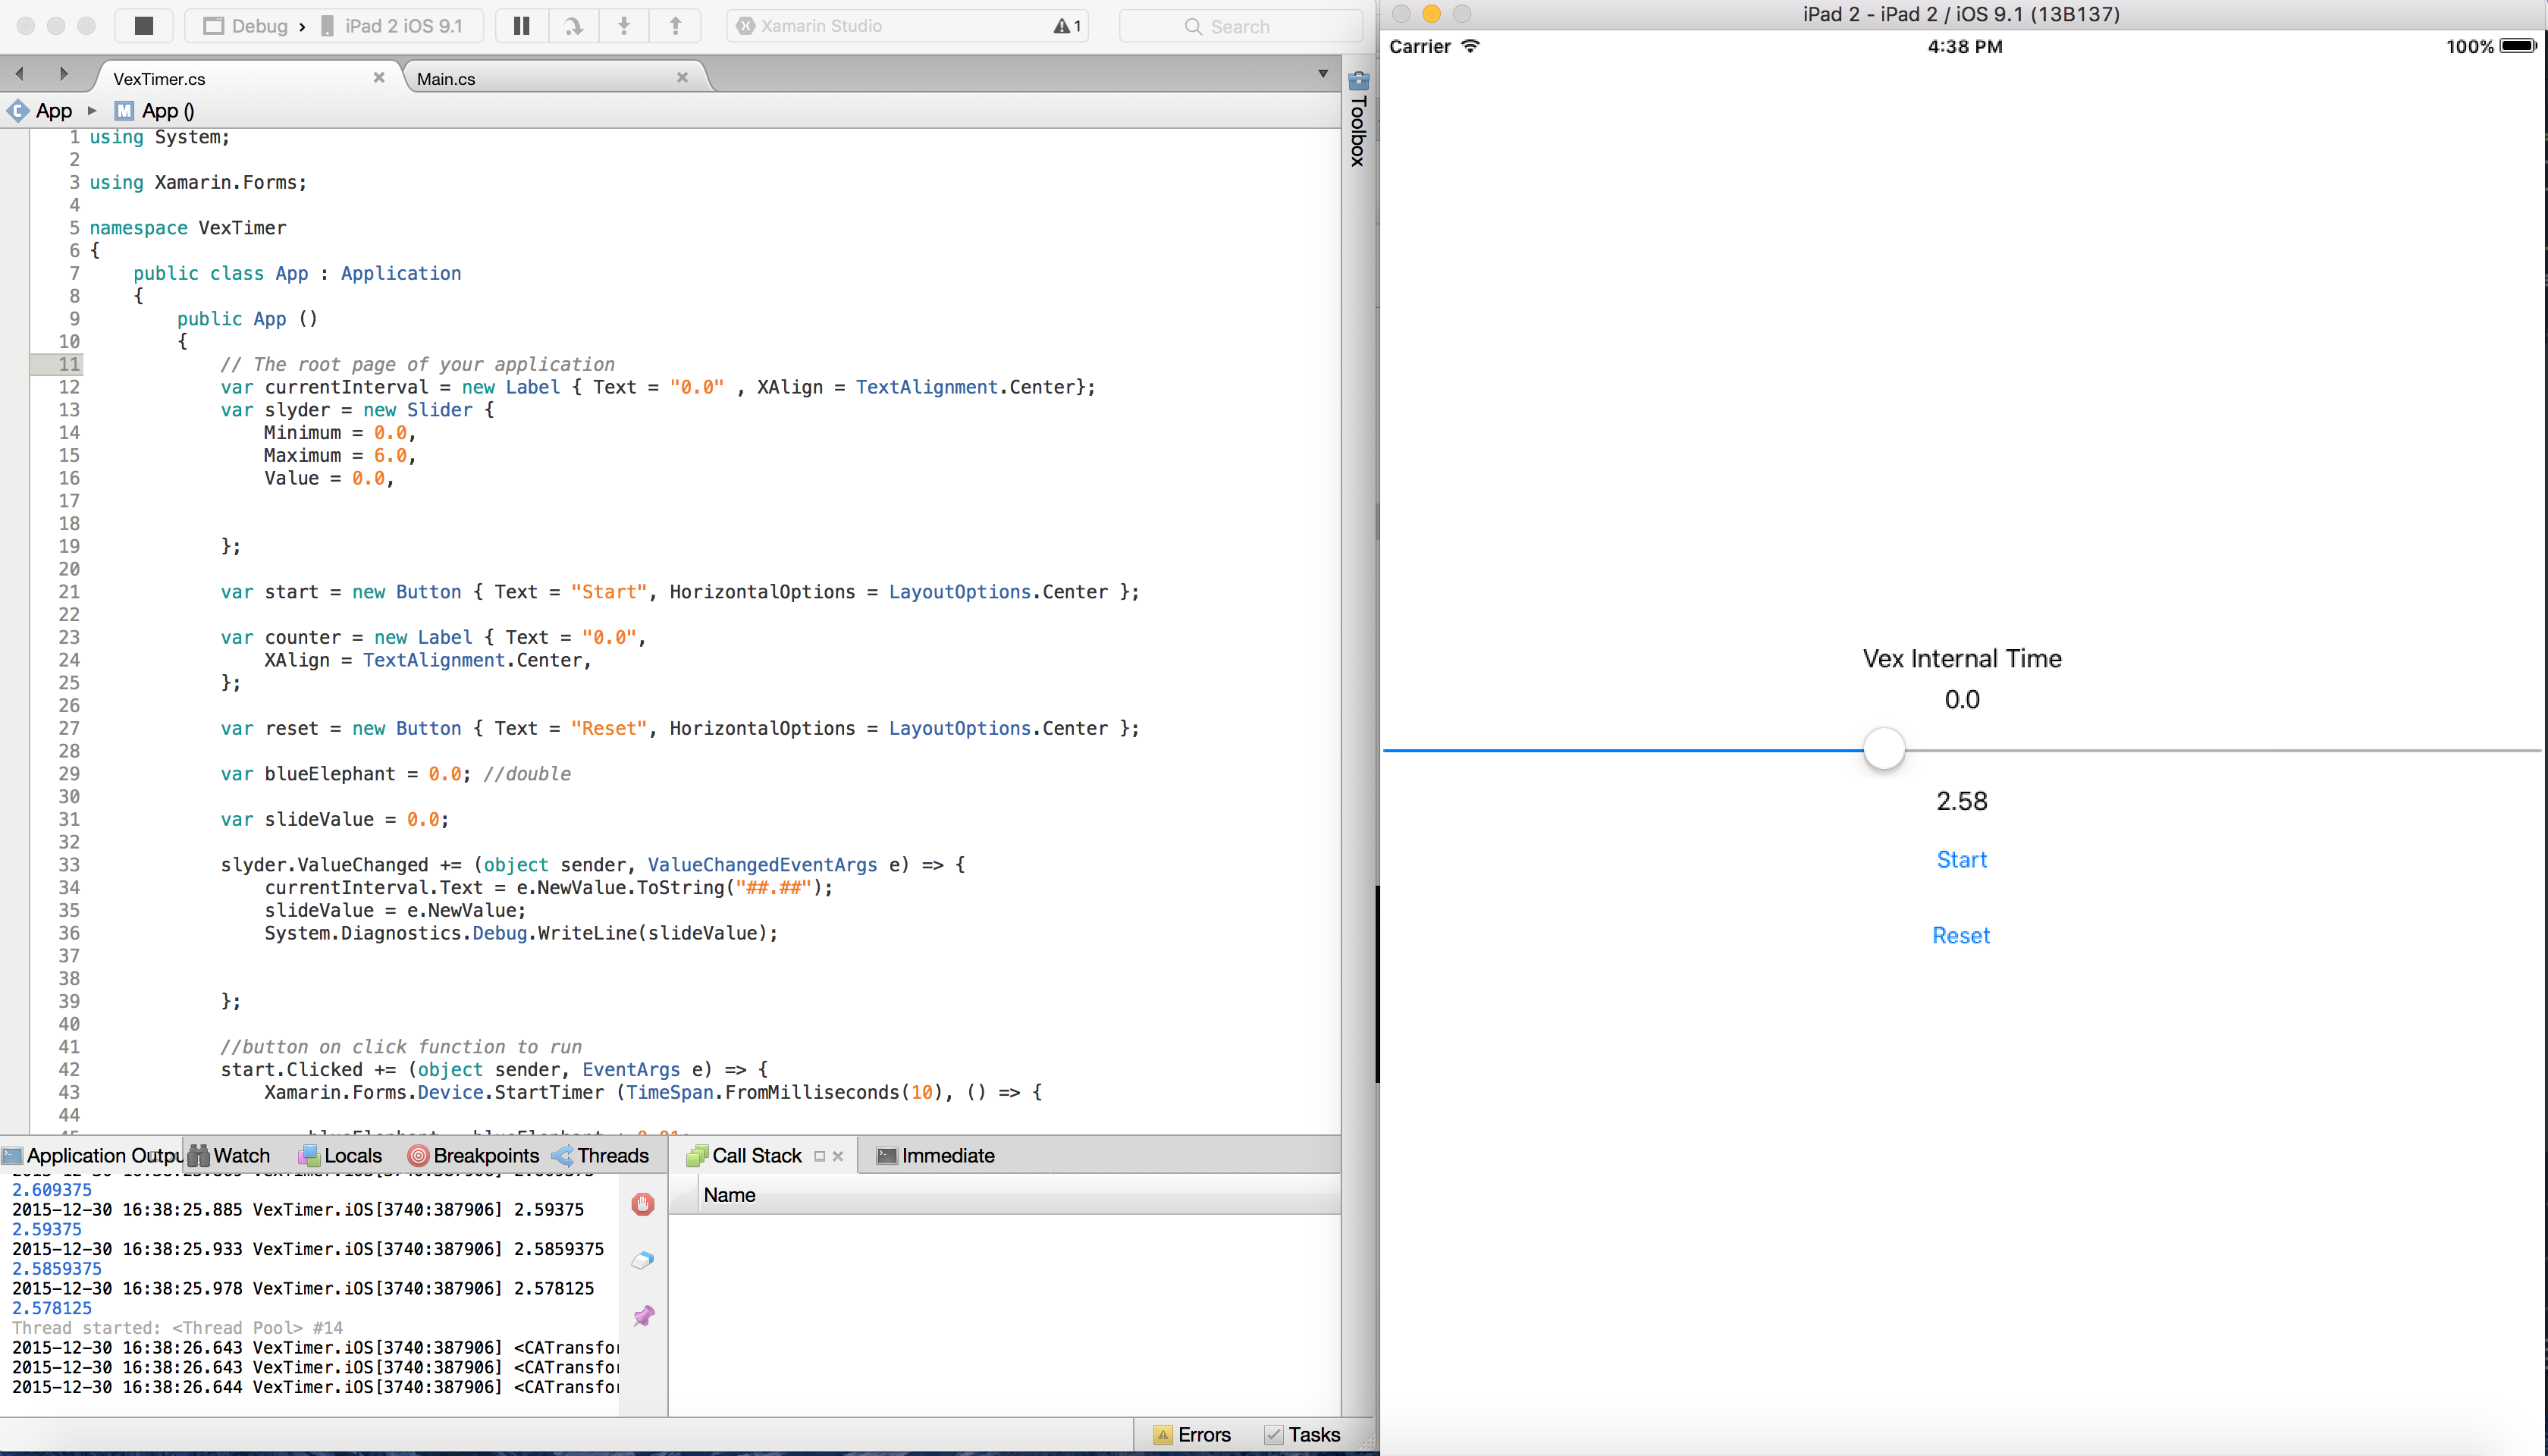 Debug › iPad 2 iOS 9.1
Xamarin Studio
1
Search
VexTimer.cs
Main.cs
App ▸ M App ()
Toolbox
1 using System;
2
3 using Xamarin.Forms;
4
5 namespace VexTimer
6 {
7 public class App : Application
8 {
9 public App ()
10 {
11 // The root page of your application
12 var currentInterval = new Label { Text = "0.0" , XAlign = TextAlignment.Center};
13 var slyder = new Slider {
14 Minimum = 0.0,
15 Maximum = 6.0,
16 Value = 0.0,
17
18
19 };
20
21 var start = new Button { Text = "Start", HorizontalOptions = LayoutOptions.Center };
22
23 var counter = new Label { Text = "0.0",
24 XAlign = TextAlignment.Center,
25 };
26
27 var reset = new Button { Text = "Reset", HorizontalOptions = LayoutOptions.Center };
28
29 var blueElephant = 0.0; //double
30
31 var slideValue = 0.0;
32
33 slyder.ValueChanged += (object sender, ValueChangedEventArgs e) => {
34 currentInterval.Text = e.NewValue.ToString("##.##");
35 slideValue = e.NewValue;
36 System.Diagnostics.Debug.WriteLine(slideValue);
37
38
39 };
40
41 //button on click function to run
42 start.Clicked += (object sender, EventArgs e) => {
43 Xamarin.Forms.Device.StartTimer (TimeSpan.FromMilliseconds(10), () => {
44
Application Outpu
Watch
Locals
Breakpoints
Threads
Call Stack
Immediate
Name
2.609375
2015-12-30 16:38:25.885 VexTimer.iOS[3740:387906] 2.59375
2.59375
2015-12-30 16:38:25.933 VexTimer.iOS[3740:387906] 2.5859375
2.5859375
2015-12-30 16:38:25.978 VexTimer.iOS[3740:387906] 2.578125
2.578125
Thread started: <Thread Pool> #14
2015-12-30 16:38:26.643 VexTimer.iOS[3740:387906] <CATransfor
2015-12-30 16:38:26.643 VexTimer.iOS[3740:387906] <CATransfor
2015-12-30 16:38:26.644 VexTimer.iOS[3740:387906] <CATransfor
Errors
Tasks
iPad 2 - iPad 2 / iOS 9.1 (13B137)
Carrier
4:38 PM
100%
Vex Internal Time
0.0
2.58
Start
Reset